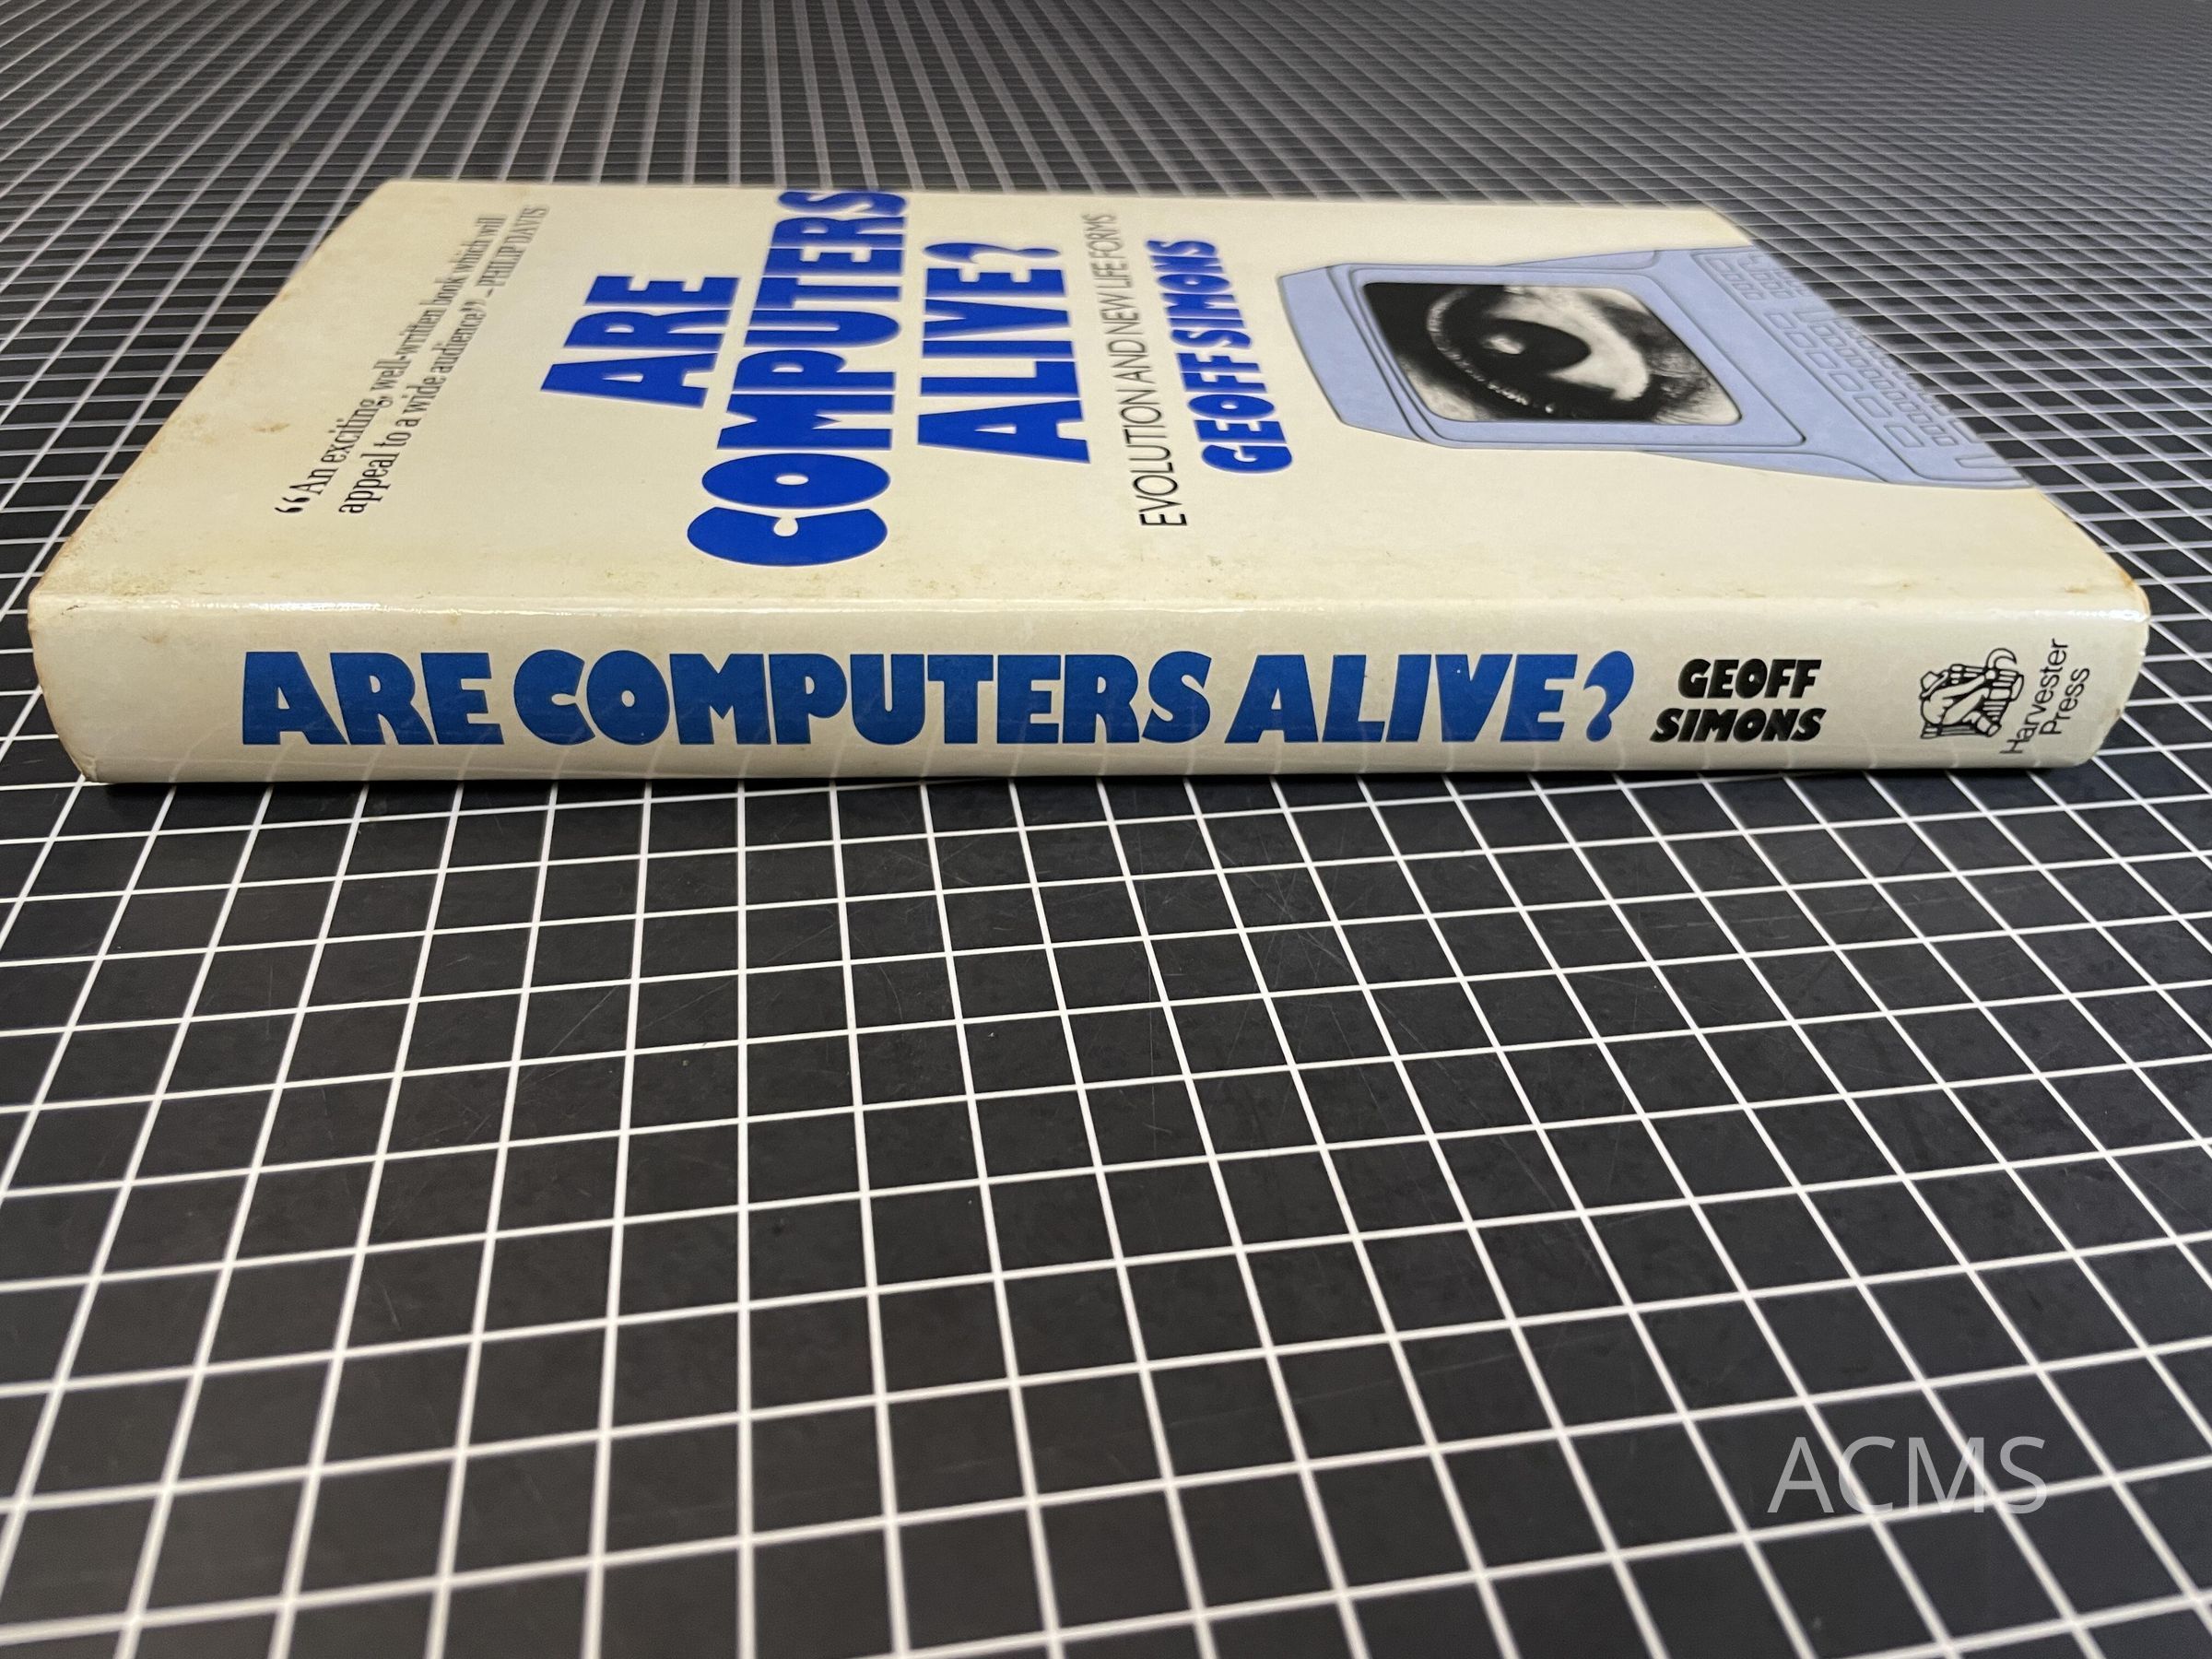 “An exciting, well-written book which will
appeal to a wide audience” – PHILIP DAVIS
ARE
COMPUTERS
ALIVE?
EVOLUTION AND NEW LIFE FORMS
GEOFF SIMONS
ARE COMPUTERS ALIVE?
GEOFF
SIMONS
Harvester
Press
ACMS